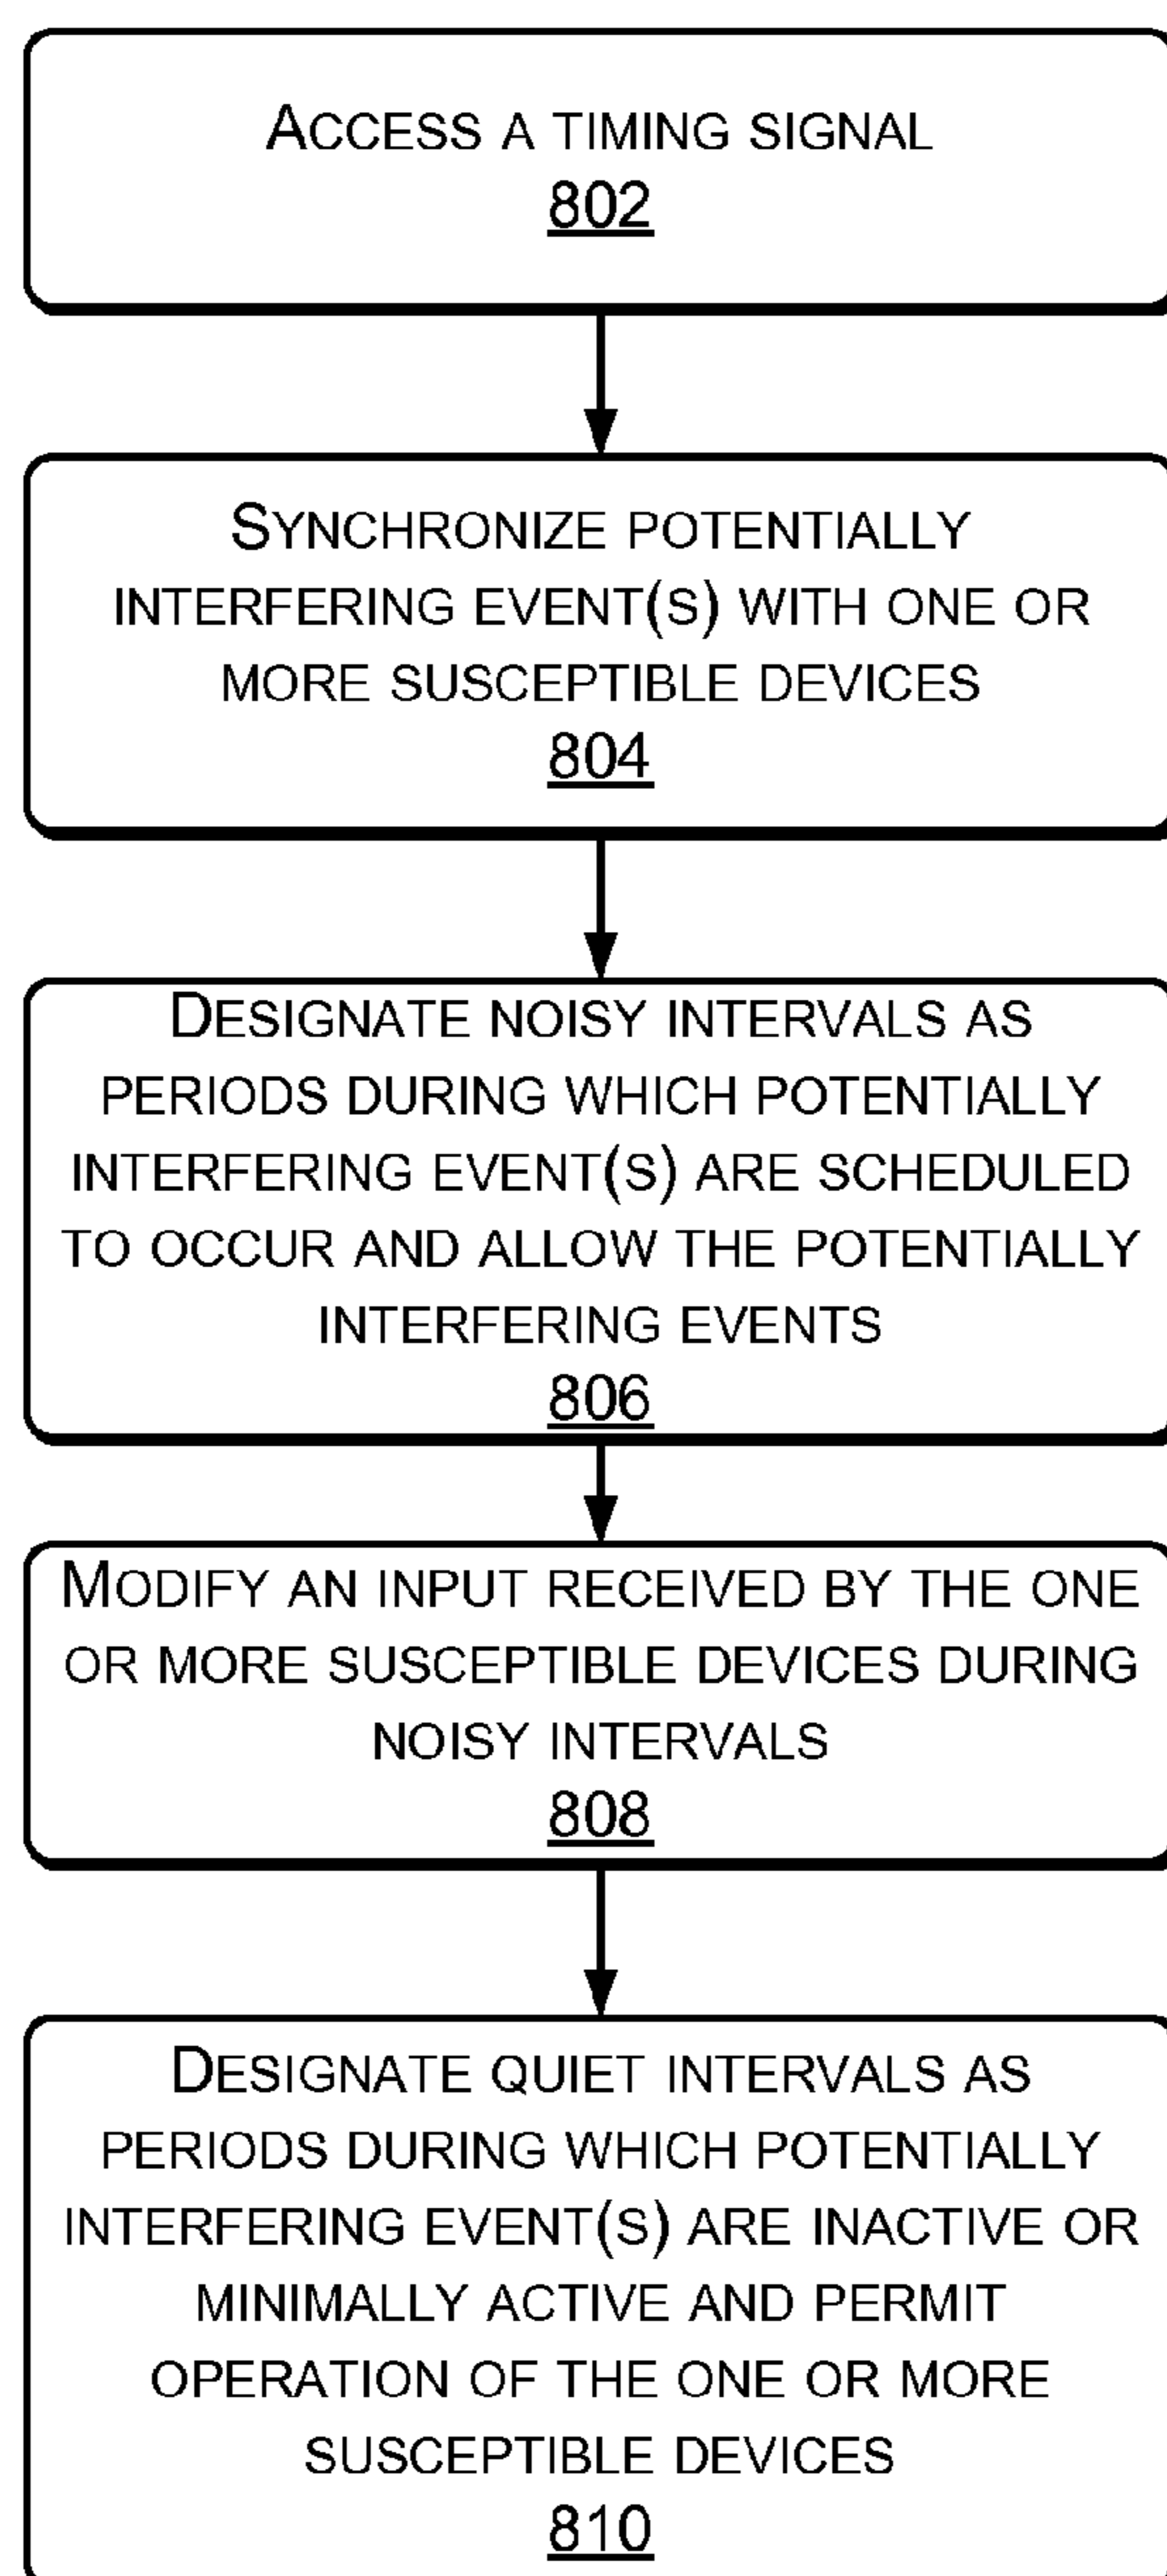 ACCESS A TIMING SIGNAL
802
SYNCHRONIZE POTENTIALLY
INTERFERING EVENT(S) WITH ONE OR
MORE SUSCEPTIBLE DEVICES
804
DESIGNATE NOISY INTERVALS AS
PERIODS DURING WHICH POTENTIALLY
INTERFERING EVENT(S) ARE SCHEDULED
TO OCCUR AND ALLOW THE POTENTIALLY
INTERFERING EVENTS
806
MODIFY AN INPUT RECEIVED BY THE ONE
OR MORE SUSCEPTIBLE DEVICES DURING
NOISY INTERVALS
808
DESIGNATE QUIET INTERVALS AS
PERIODS DURING WHICH POTENTIALLY
INTERFERING EVENT(S) ARE INACTIVE OR
MINIMALLY ACTIVE AND PERMIT
OPERATION OF THE ONE OR MORE
SUSCEPTIBLE DEVICES
810